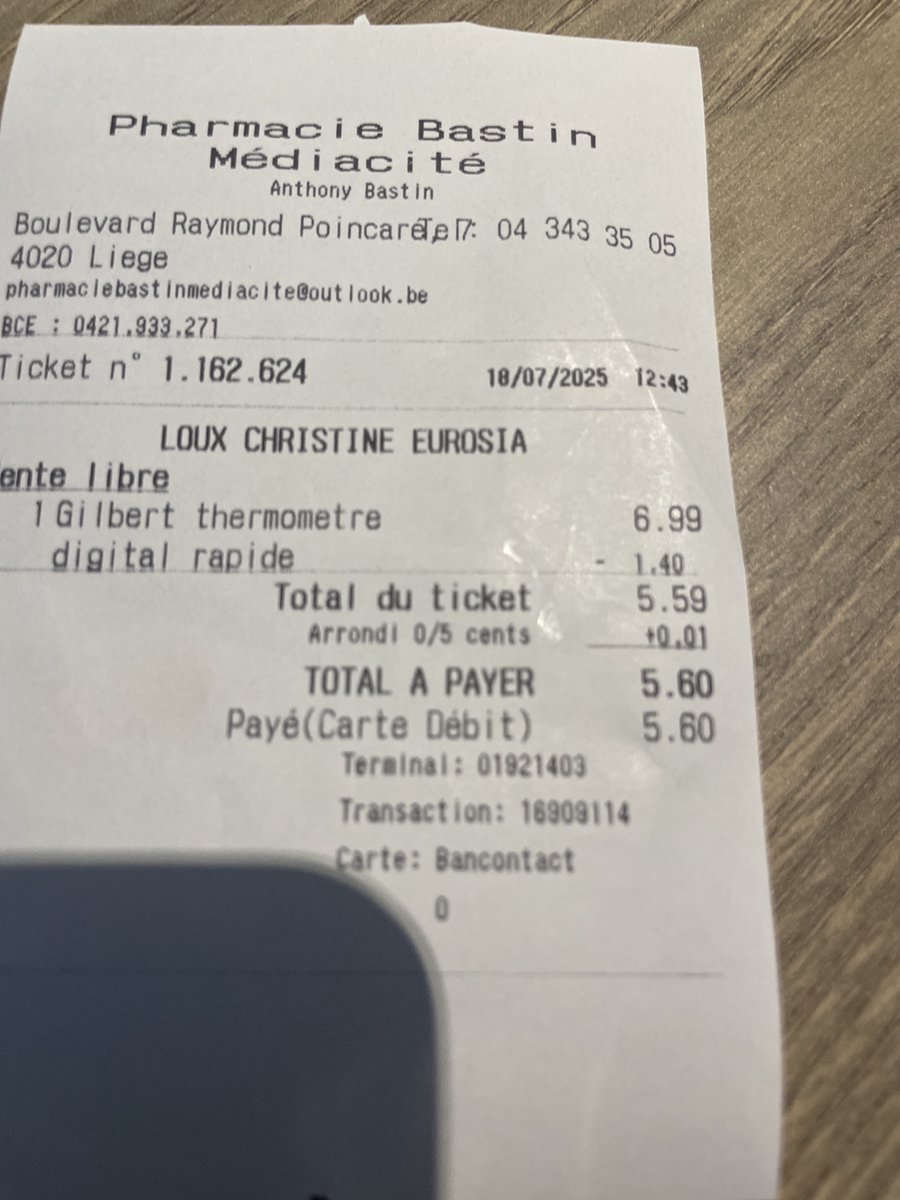 Pharmacie Bastin
Médiacité
Anthony Bastin
Boulevard Raymond Poincaré, 7 Tel : 04 343 35 05
4020 Liege
pharmaciebastinmediacite@outlook.be
BCE : 0421.933.271
Ticket n° 1.162.624 18/07/2025 12:43
LOUX CHRISTINE EUROSIA
ente libre
1 Gilbert thermometre 6.99
digital rapide - 1.40
Total du ticket 5.59
Arrondi 0/5 cents +0.01
TOTAL A PAYER 5.60
Payé(Carte Débit) 5.60
Terminal: 01921403
Transaction: 16909114
Carte: Bancontact
0